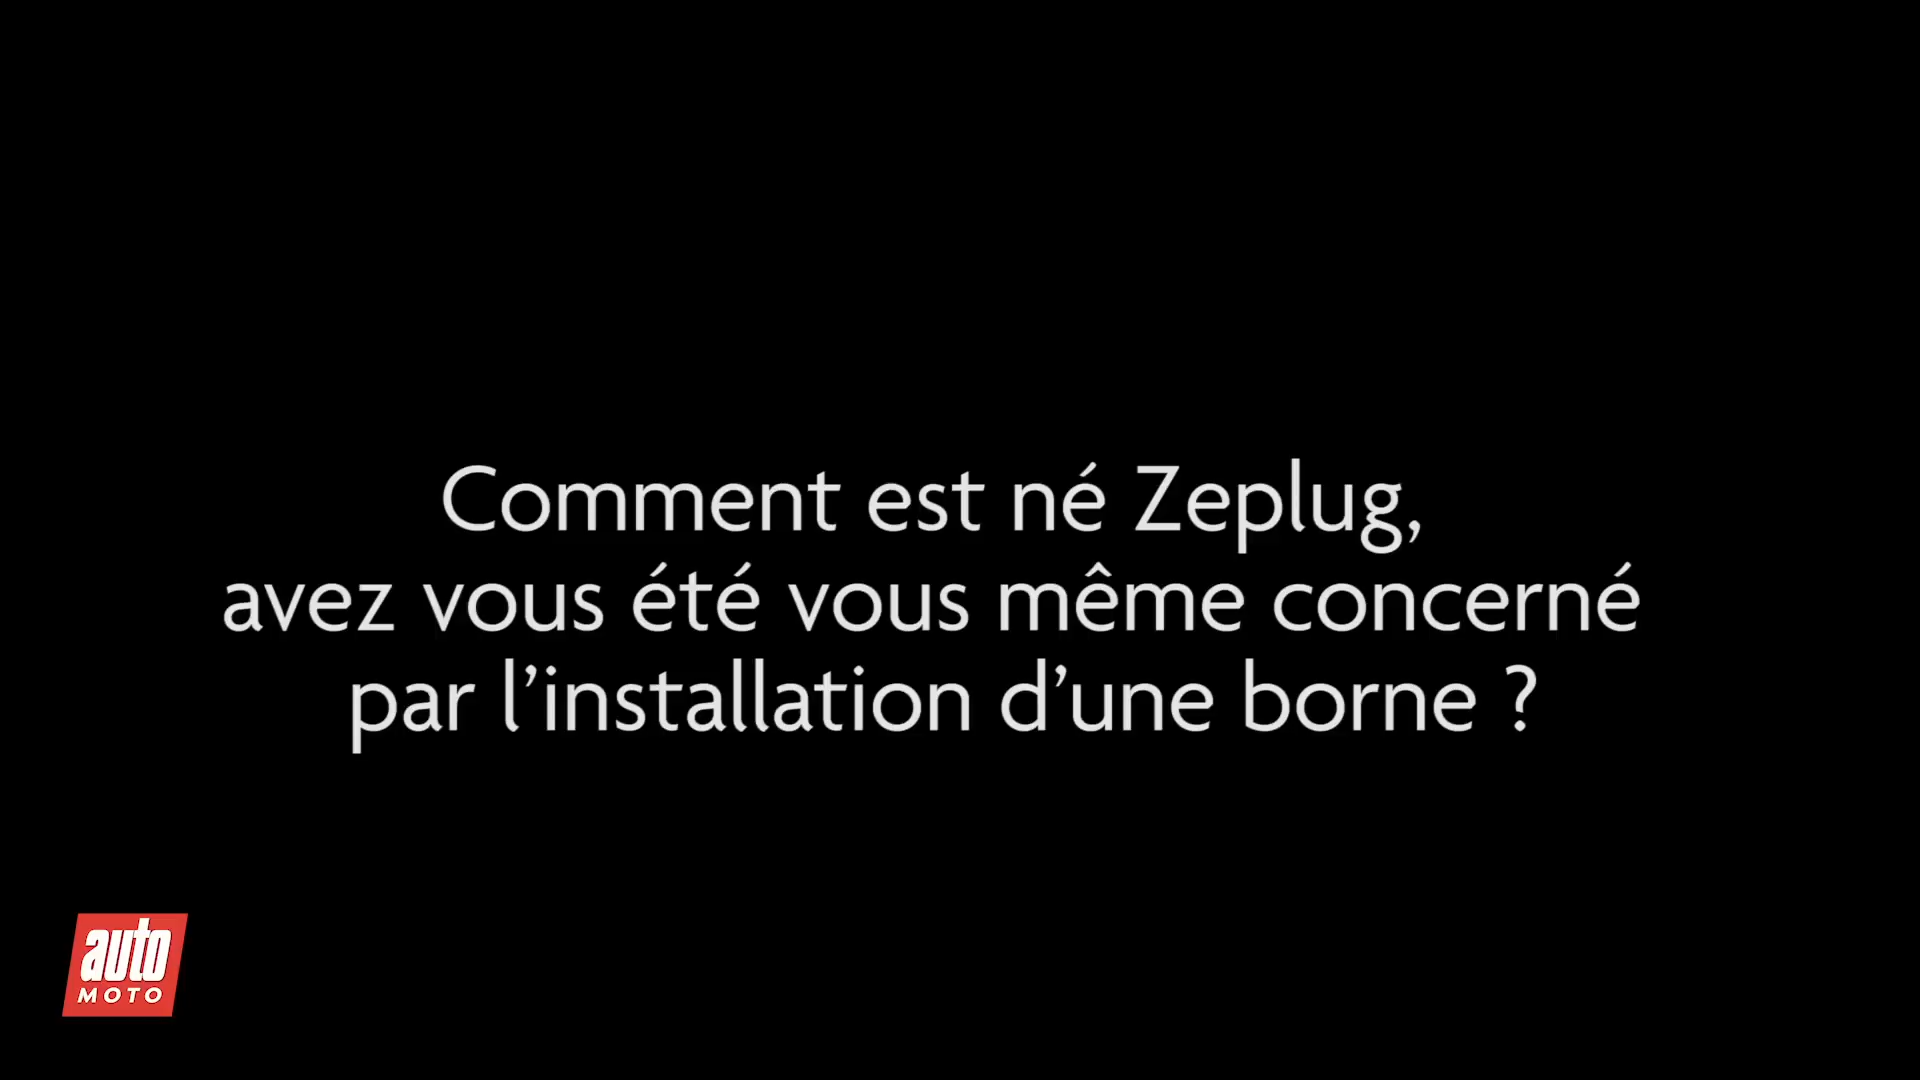 Comment est né Zeplug,
avez vous été vous même concerné
par l’installation d’une borne ?
auto
MOTO